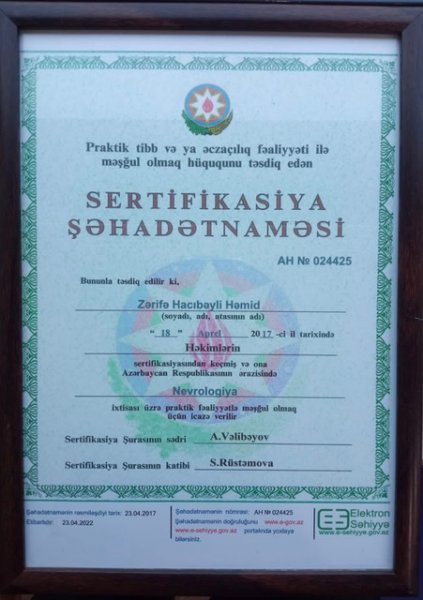 Praktik tibb və ya əczaçılıq fəaliyyəti ilə
məşğul olmaq hüququnu təsdiq edən
SERTİFİKASİYA
ŞƏHADƏTNAMƏSİ
AH № 024425
Bununla təsdiq edilir ki,
Zərifə Hacıbəyli Həmid
(soyadı, adı, atasının adı)
" 18 " Aprel 2017 -ci il tarixində
Həkimlərin
sertifikasiyasından keçmiş və ona
Azərbaycan Respublikasının ərazisində
Nevrologiya
ixtisası üzrə praktik fəaliyyətlə məşğul olmaq
üçün icazə verilir
Sertifikasiya Şurasının sədri A.Vəlibəyov
Sertifikasiya Şurasının katibi S.Rüstəmova
Şəhadətnamənin rəsmiləşdiyi tarix: 23.04.2017
Etibarlıdır: 23.04.2022
Şəhadətnamənin nömrəsi: AH № 024425
Şəhadətnamənin doğruluğunu www.e-gov.az
www.e-sehiyye.gov.az portalında yoxlaya
bilərsiniz.
Elektron
Səhiyyə
www.e-sehiyye.gov.az